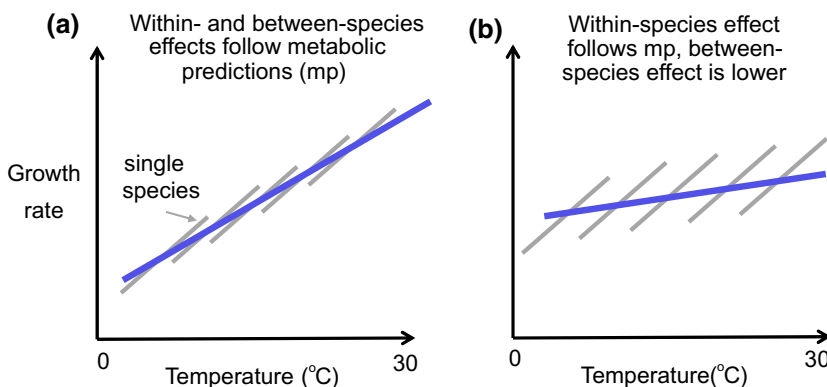 (a)
Within- and between-species
effects follow metabolic
predictions (mp)
single
species
Growth
rate
0
30
Temperature (°C)
(b)
Within-species effect
follows mp, between-
species effect is lower
0
30
Temperature(°C)